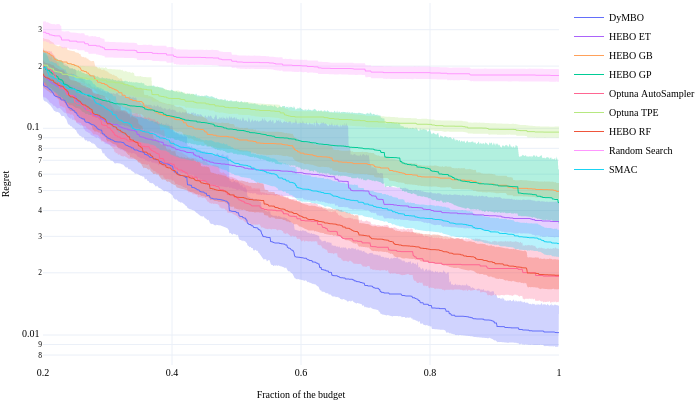 3
2
0.1
9
8
7
6
5
4
3
2
0.01
9
8
Regret
0.2
0.4
0.6
0.8
1
Fraction of the budget
DyMBO
HEBO ET
HEBO GB
HEBO GP
Optuna AutoSampler
Optuna TPE
HEBO RF
Random Search
SMAC